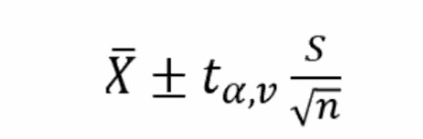 X̄ ± t_{α,v} S/√n